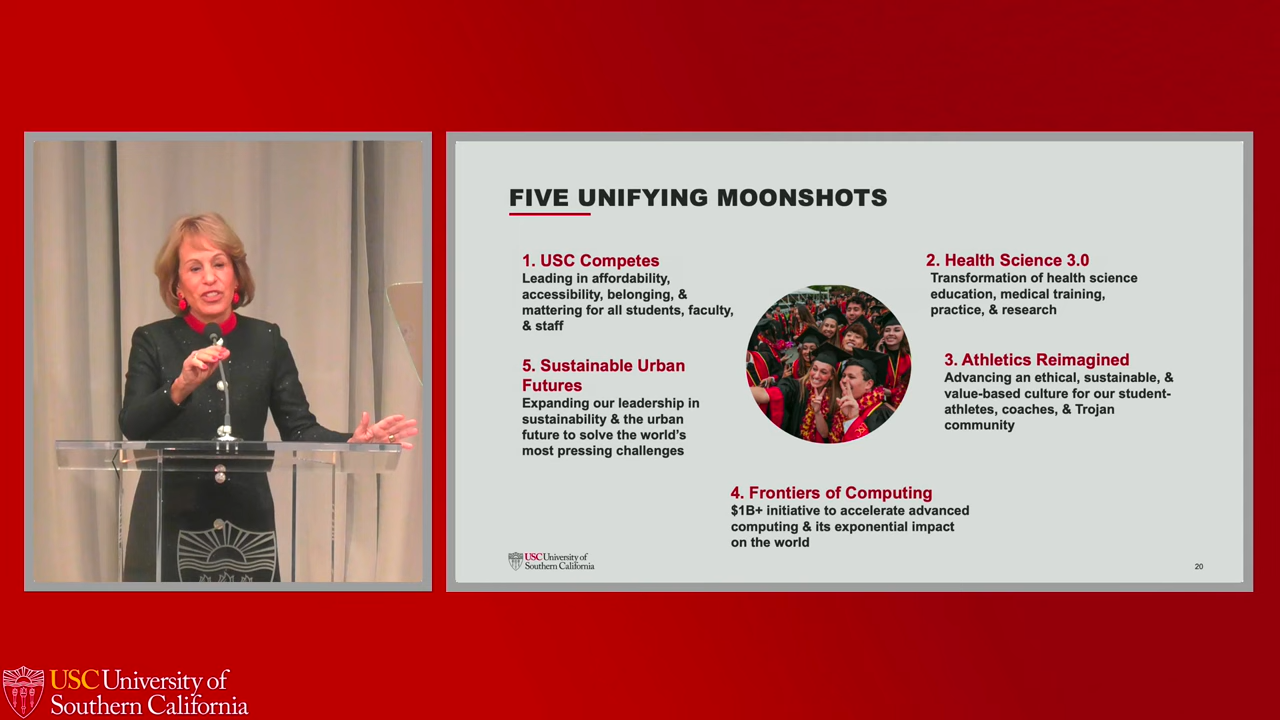 FIVE UNIFYING MOONSHOTS
1. USC Competes
Leading in affordability,
accessibility, belonging, &
mattering for all students, faculty,
& staff
2. Health Science 3.0
Transformation of health science
education, medical training,
practice, & research
3. Athletics Reimagined
Advancing an ethical, sustainable, &
value-based culture for our student-
athletes, coaches, & Trojan
community
4. Frontiers of Computing
$1B+ initiative to accelerate advanced
computing & its exponential impact
on the world
5. Sustainable Urban
Futures
Expanding our leadership in
sustainability & the urban
future to solve the world's
most pressing challenges
USC University of
Southern California
20
USC University of
Southern California